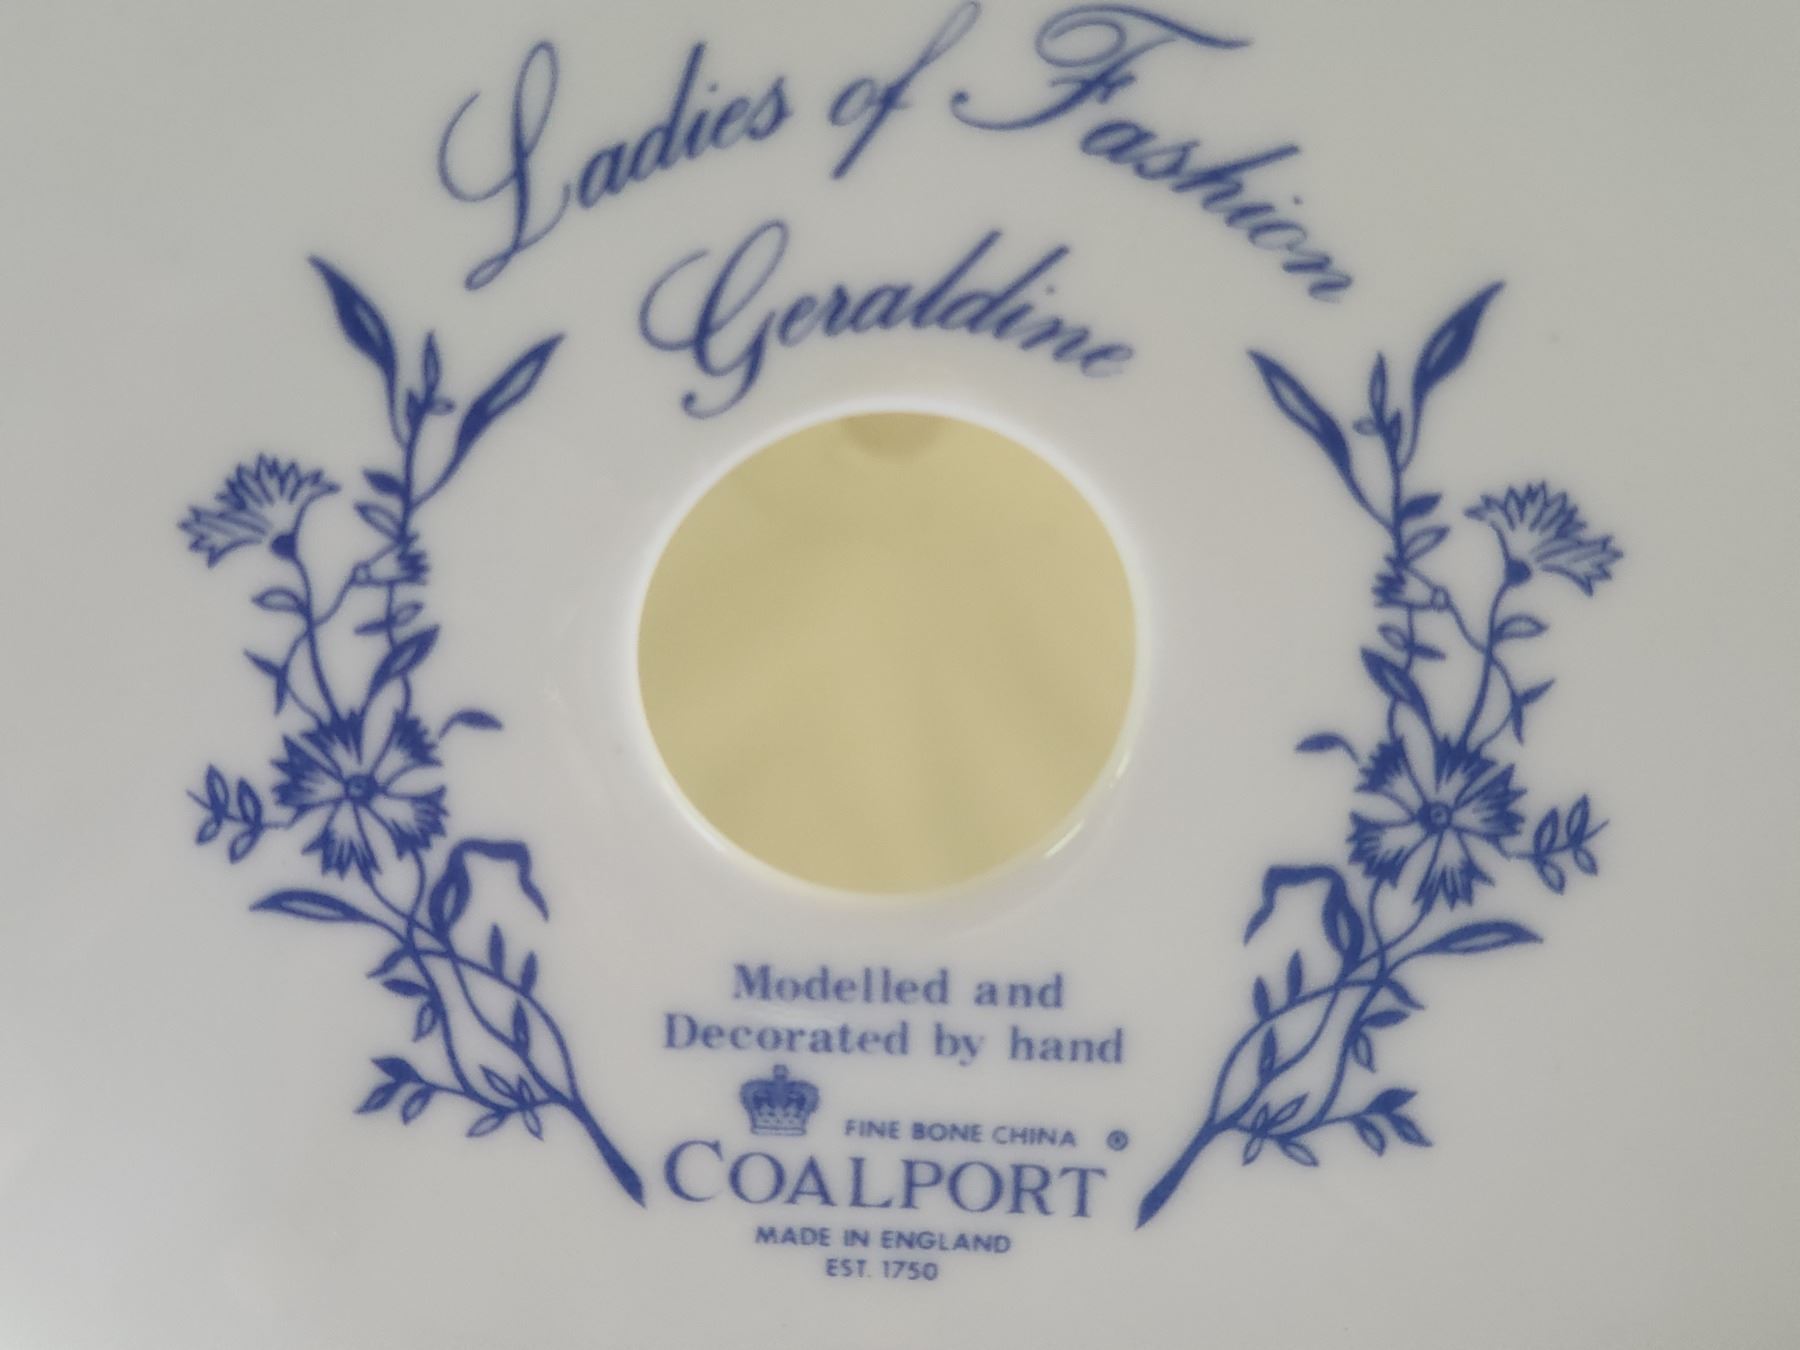 Ladies of Fashion
Geraldine
Modelled and
Decorated by hand
FINE BONE CHINA ®
COALPORT
MADE IN ENGLAND
EST. 1750